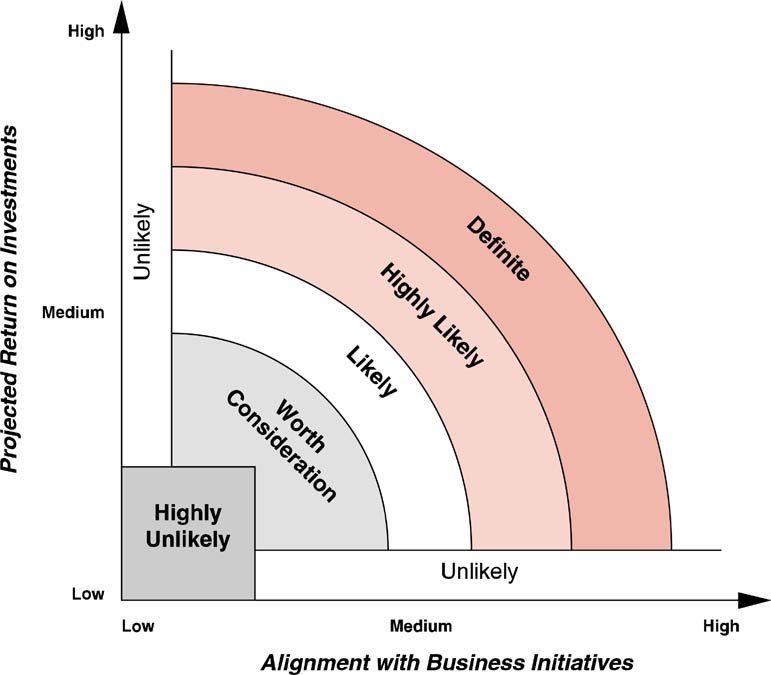 High
Projected Return on Investments
Unlikely
Definite
Highly Likely
Medium
Likely
Worth
Consideration
Highly
Unlikely
Unlikely
Low
Low
Medium
High
Alignment with Business Initiatives